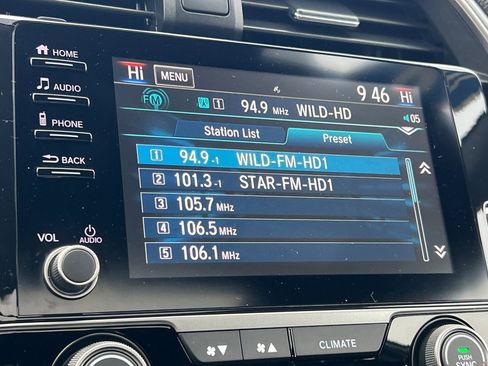 HOME
AUDIO
PHONE
BACK
VOL
AUDIO
Hi MENU 9 46 Hi
FM 1 94.9 MHz WILD-HD 05
Station List Preset
1 94.9-1 WILD-FM-HD1
2 101.3-1 STAR-FM-HD1
3 105.7 MHz
4 106.5 MHz
5 106.1 MHz
CLIMATE
PUSH
SYNC